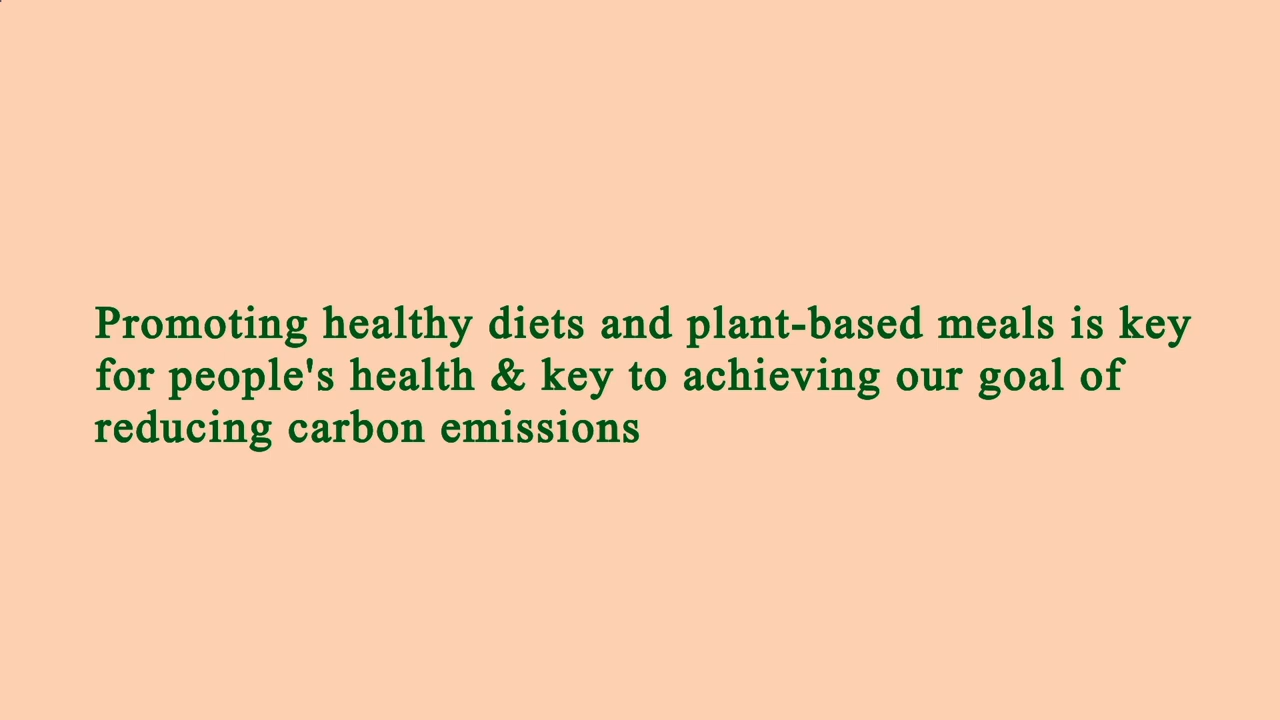 Promoting healthy diets and plant-based meals is key
for people's health & key to achieving our goal of
reducing carbon emissions